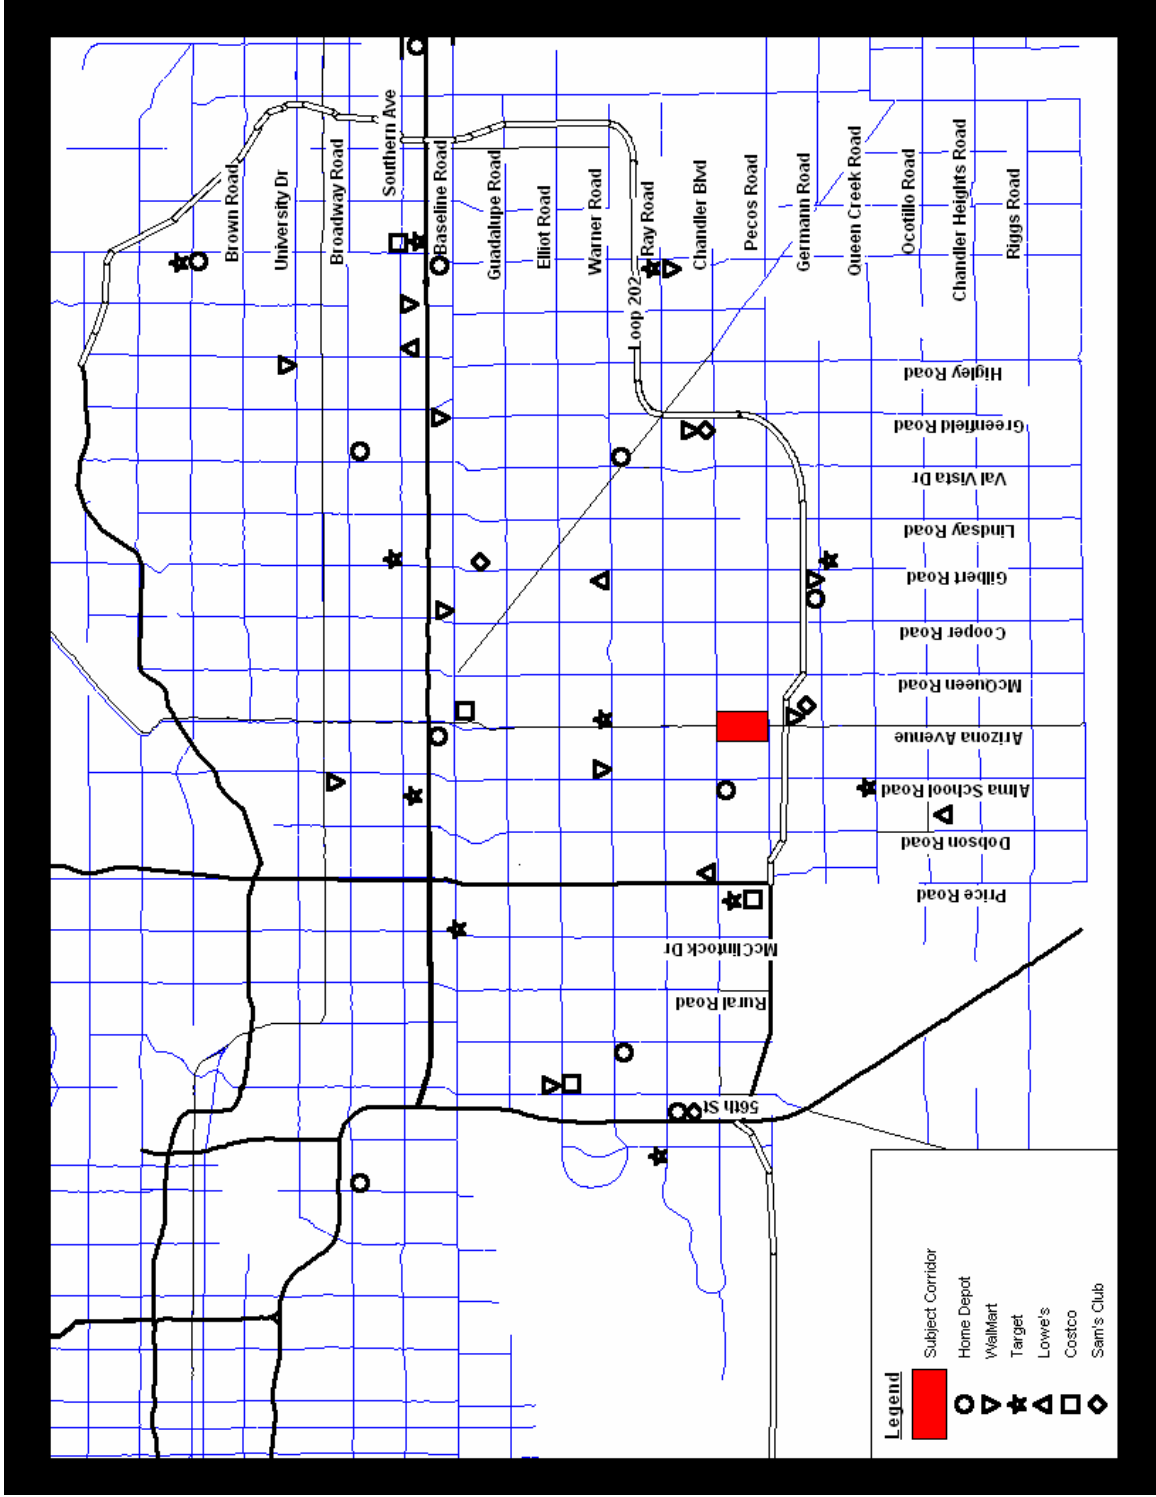 Southern Ave
Brown Road
University Dr
Broadway Road
Baseline Road
Guadalupe Road
Elliot Road
Warner Road
Ray Road
Chandler Blvd
Pecos Road
Germann Road
Queen Creek Road
Ocotillo Road
Chandler Heights Road
Riggs Road
Loop 202
Higley Road
Greenfield Road
Val Vista Dr
Lindsay Road
Gilbert Road
Cooper Road
McQueen Road
Arizona Avenue
Alma School Road
Dobson Road
Price Road
McClintock Dr
Rural Road
56th St
Legend
Subject Corridor
Home Depot
WalMart
Target
Lowe's
Costco
Sam's Club